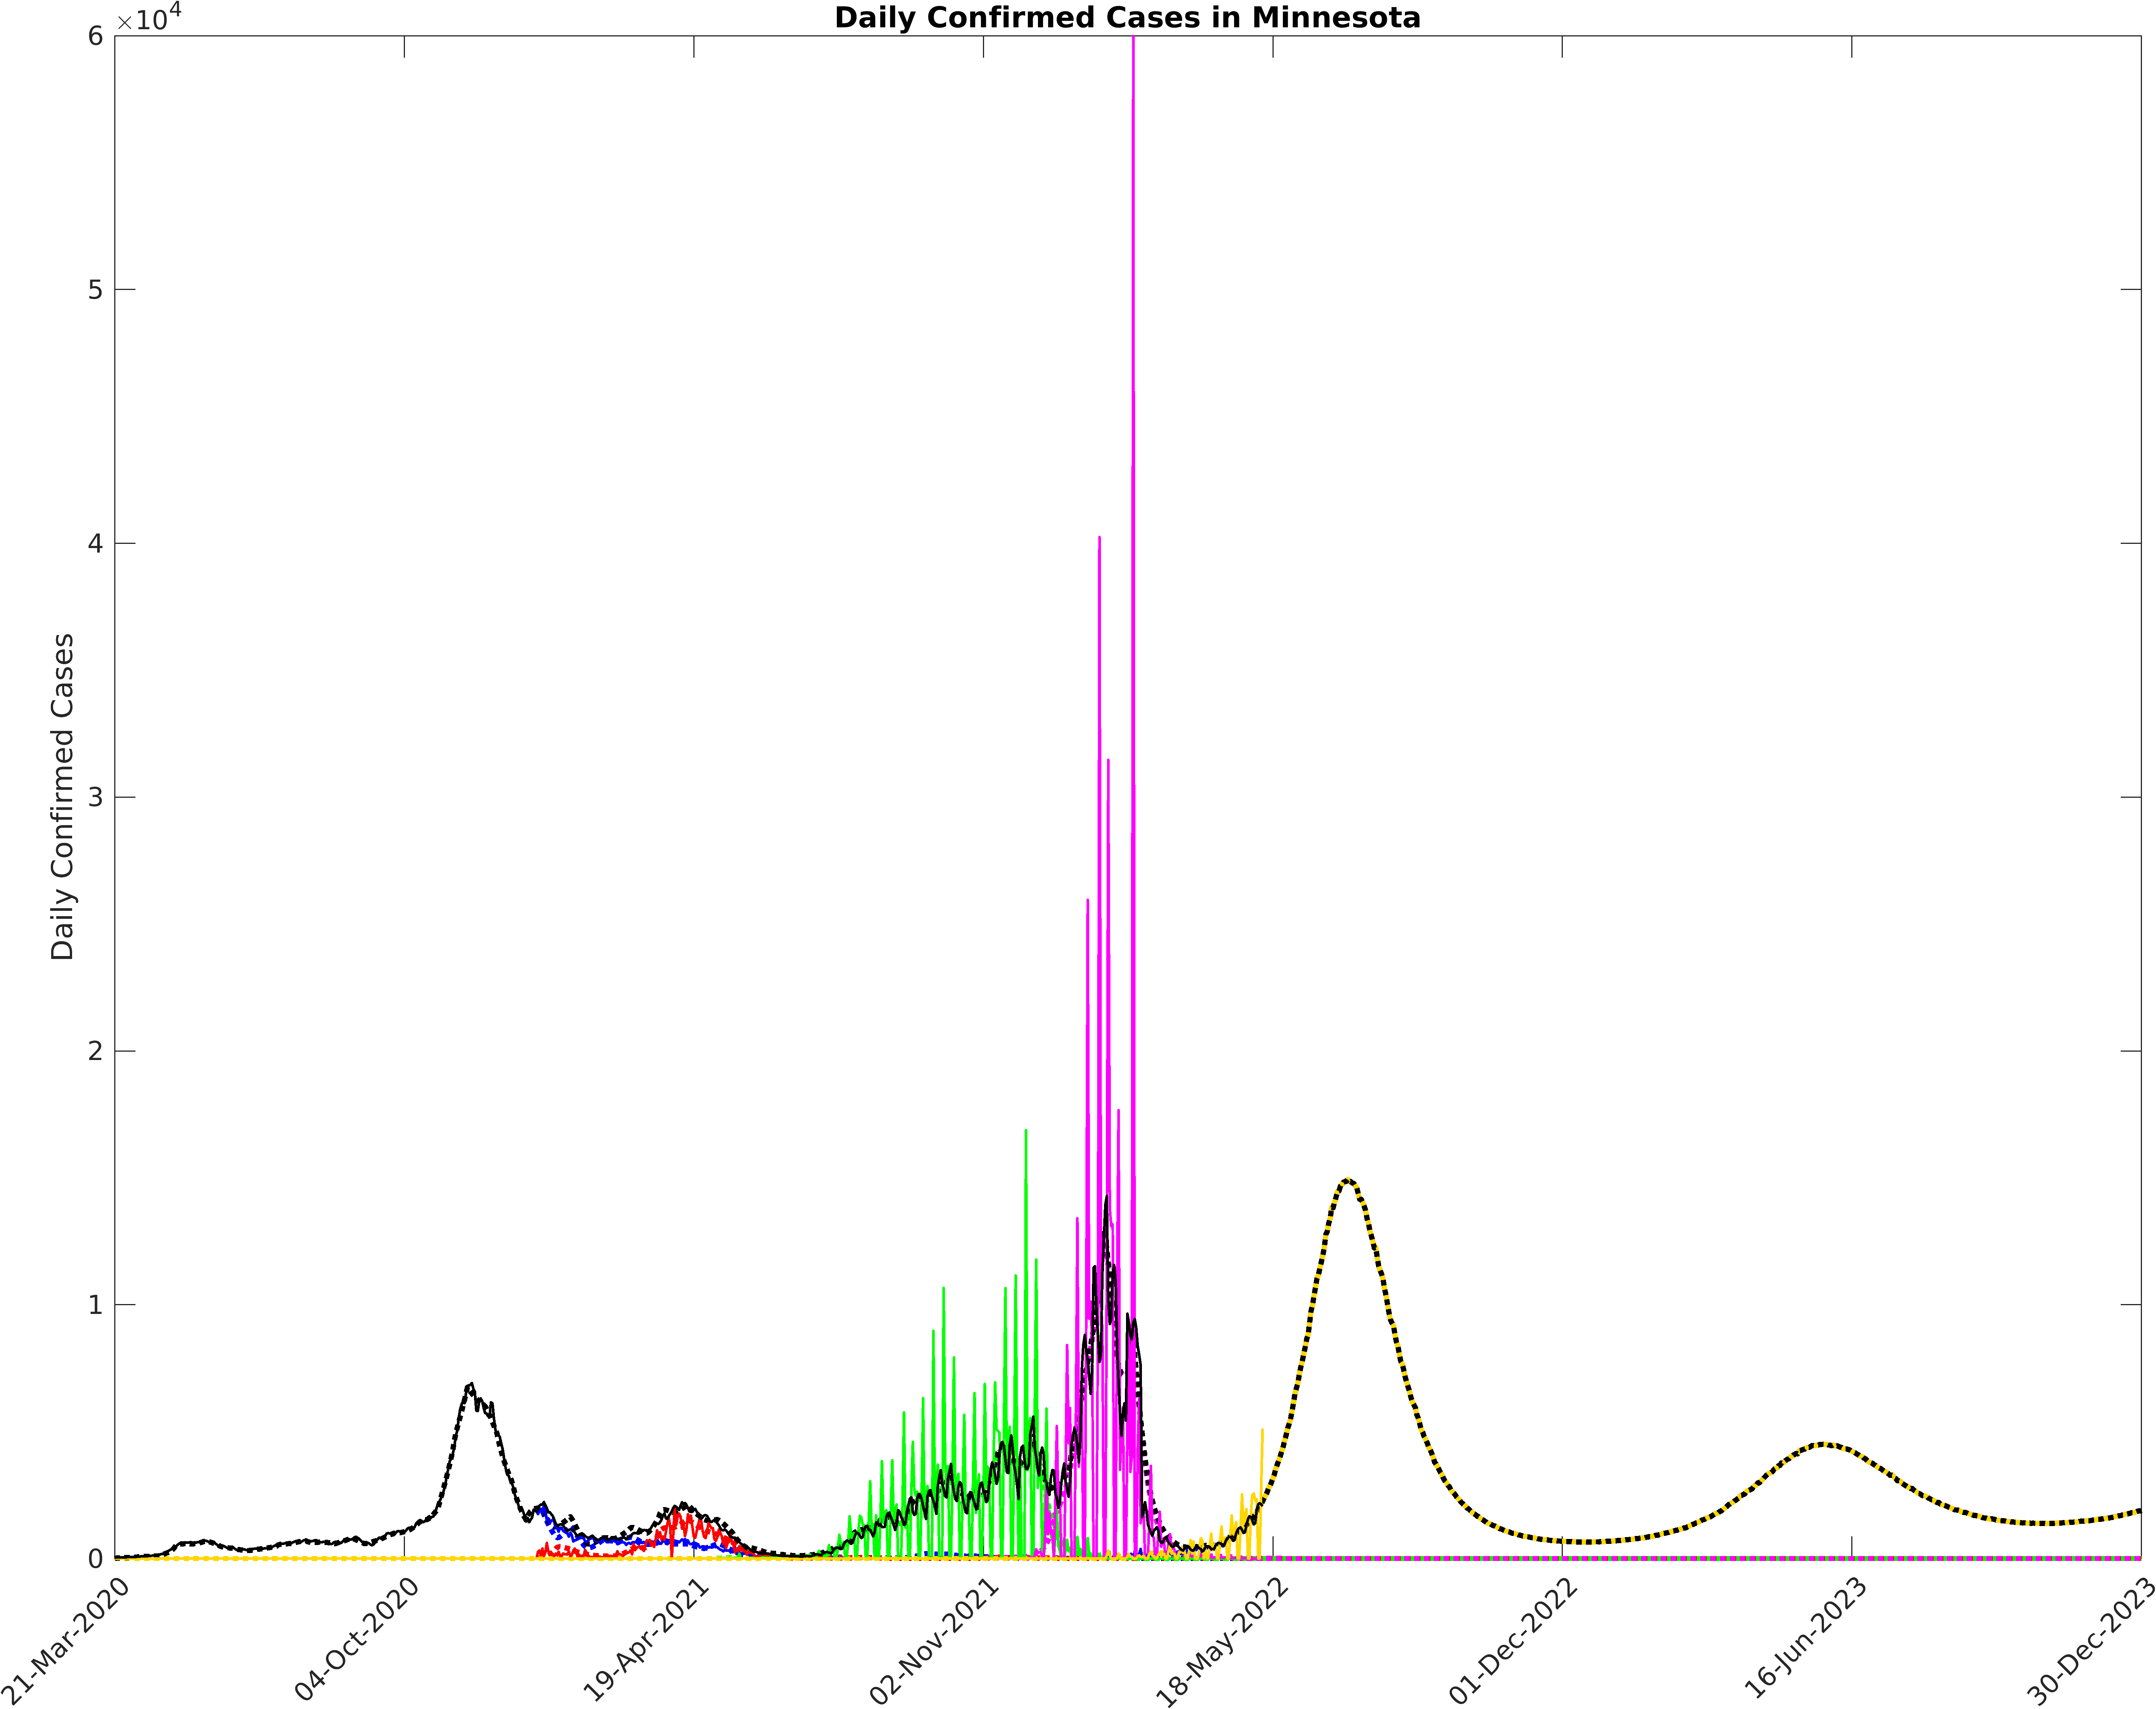 Daily Confirmed Cases in Minnesota
×10^4
6
5
4
3
2
1
0
Daily Confirmed Cases
21-Mar-2020
04-Oct-2020
19-Apr-2021
02-Nov-2021
18-May-2022
01-Dec-2022
16-Jun-2023
30-Dec-2023